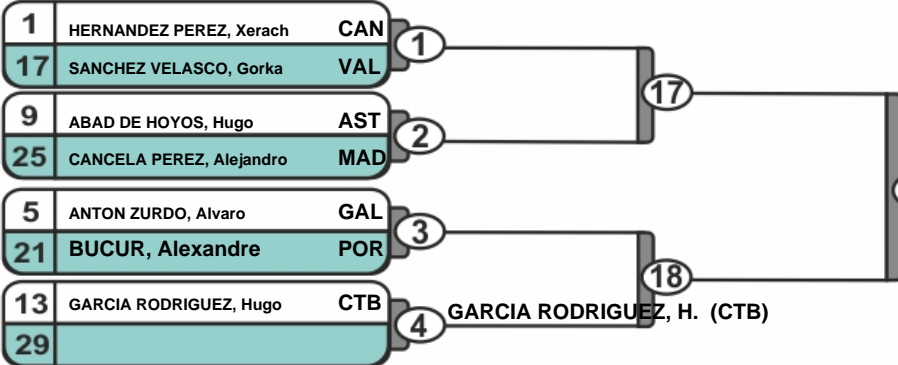 1 HERNANDEZ PEREZ, Xerach CAN
1
17 SANCHEZ VELASCO, Gorka VAL
17
9 ABAD DE HOYOS, Hugo AST
2
25 CANCELA PEREZ, Alejandro MAD
5 ANTON ZURDO, Alvaro GAL
3
21 BUCUR, Alexandre POR
18
13 GARCIA RODRIGUEZ, Hugo CTB
4 GARCIA RODRIGUEZ, H. (CTB)
29